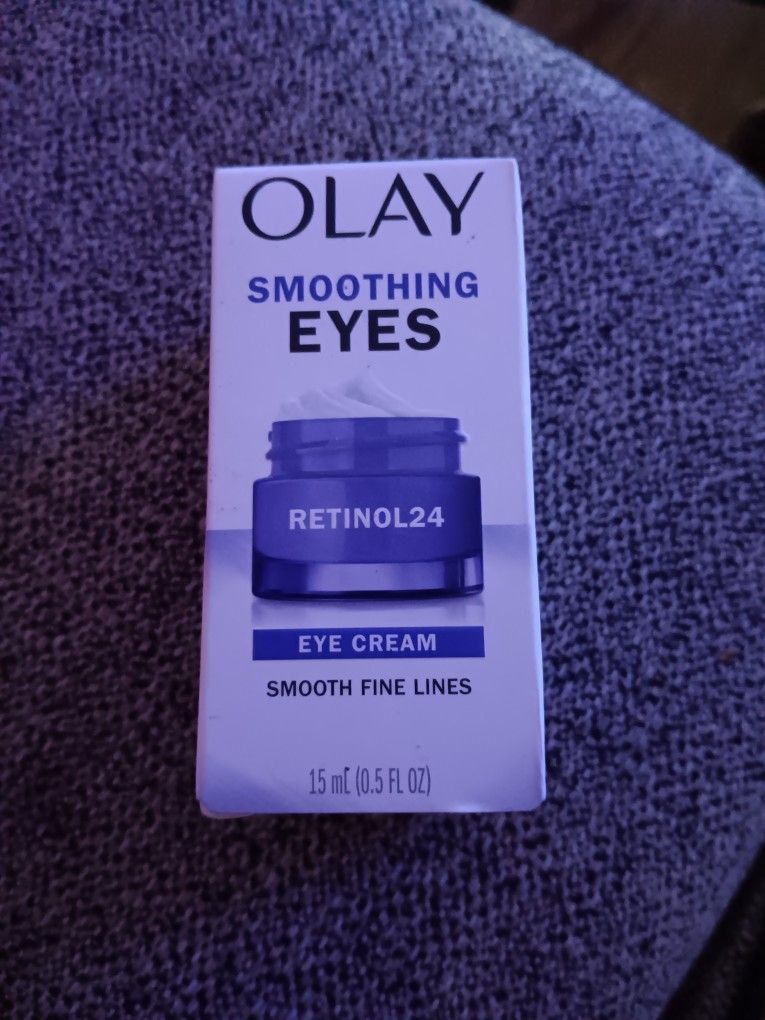 OLAY
SMOOTHING
EYES
RETINOL24
EYE CREAM
SMOOTH FINE LINES
15 mL (0.5 FL OZ)